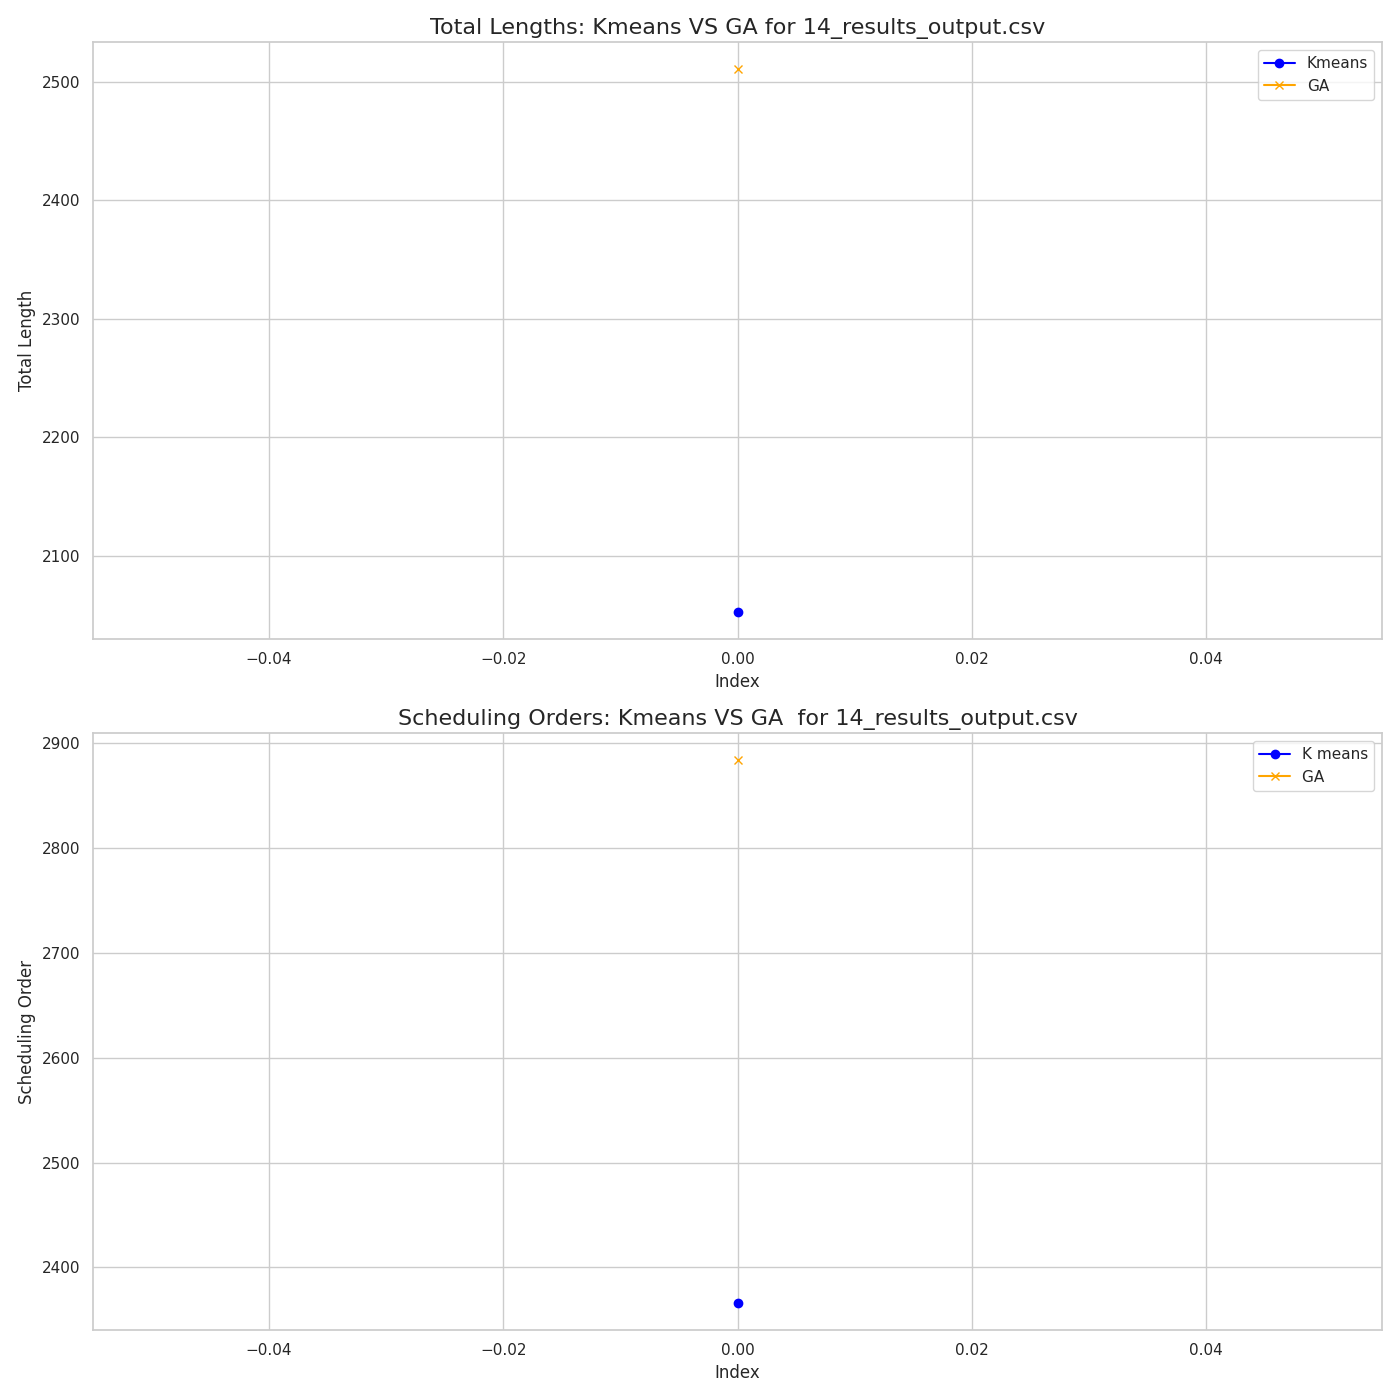 Total Lengths: Kmeans VS GA for 14_results_output.csv
Kmeans
GA
2500
2400
2300
2200
2100
Total Length
−0.04
−0.02
0.00
0.02
0.04
Index
Scheduling Orders: Kmeans VS GA  for 14_results_output.csv
K means
GA
2900
2800
2700
2600
2500
2400
Scheduling Order
−0.04
−0.02
0.00
0.02
0.04
Index